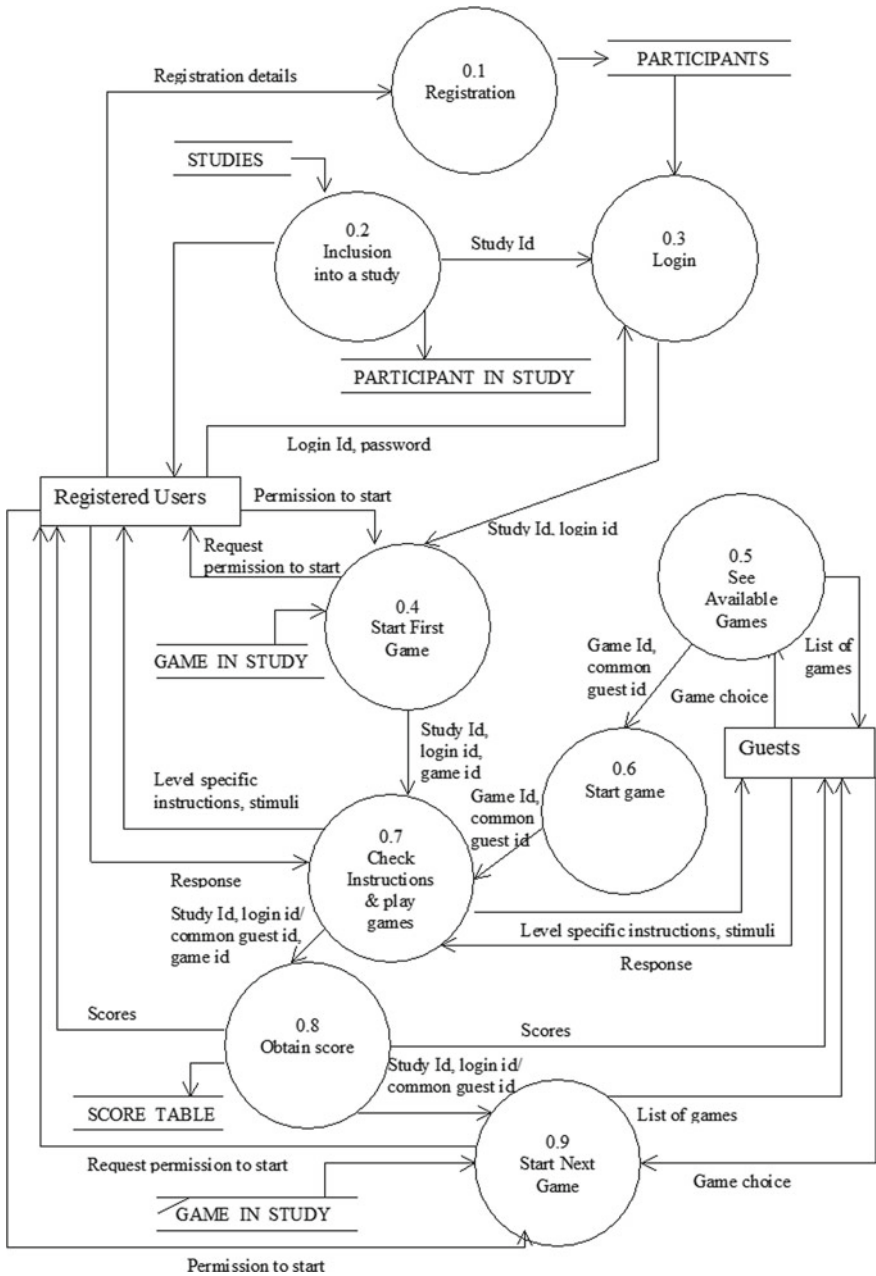 0.1
Registration
PARTICIPANTS
Registration details
STUDIES
0.2
Inclusion
into a study
Study Id
0.3
Login
PARTICIPANT IN STUDY
Login Id, password
Registered Users
Permission to start
Study Id, login id
Request
permission to start
0.4
Start First
Game
GAME IN STUDY
0.5
See
Available
Games
Game Id,
common
guest id
List of
games
Game choice
Guests
Study Id,
login id,
game id
0.6
Start game
Level specific
instructions, stimuli
Game Id,
common
guest id
0.7
Check
Instructions
& play
games
Response
Study Id, login id/
common guest id,
game id
Level specific instructions, stimuli
Response
Scores
0.8
Obtain score
Scores
Study Id, login id/
common guest id
SCORE TABLE
List of games
0.9
Start Next
Game
Request permission to start
Game choice
GAME IN STUDY
Permission to start